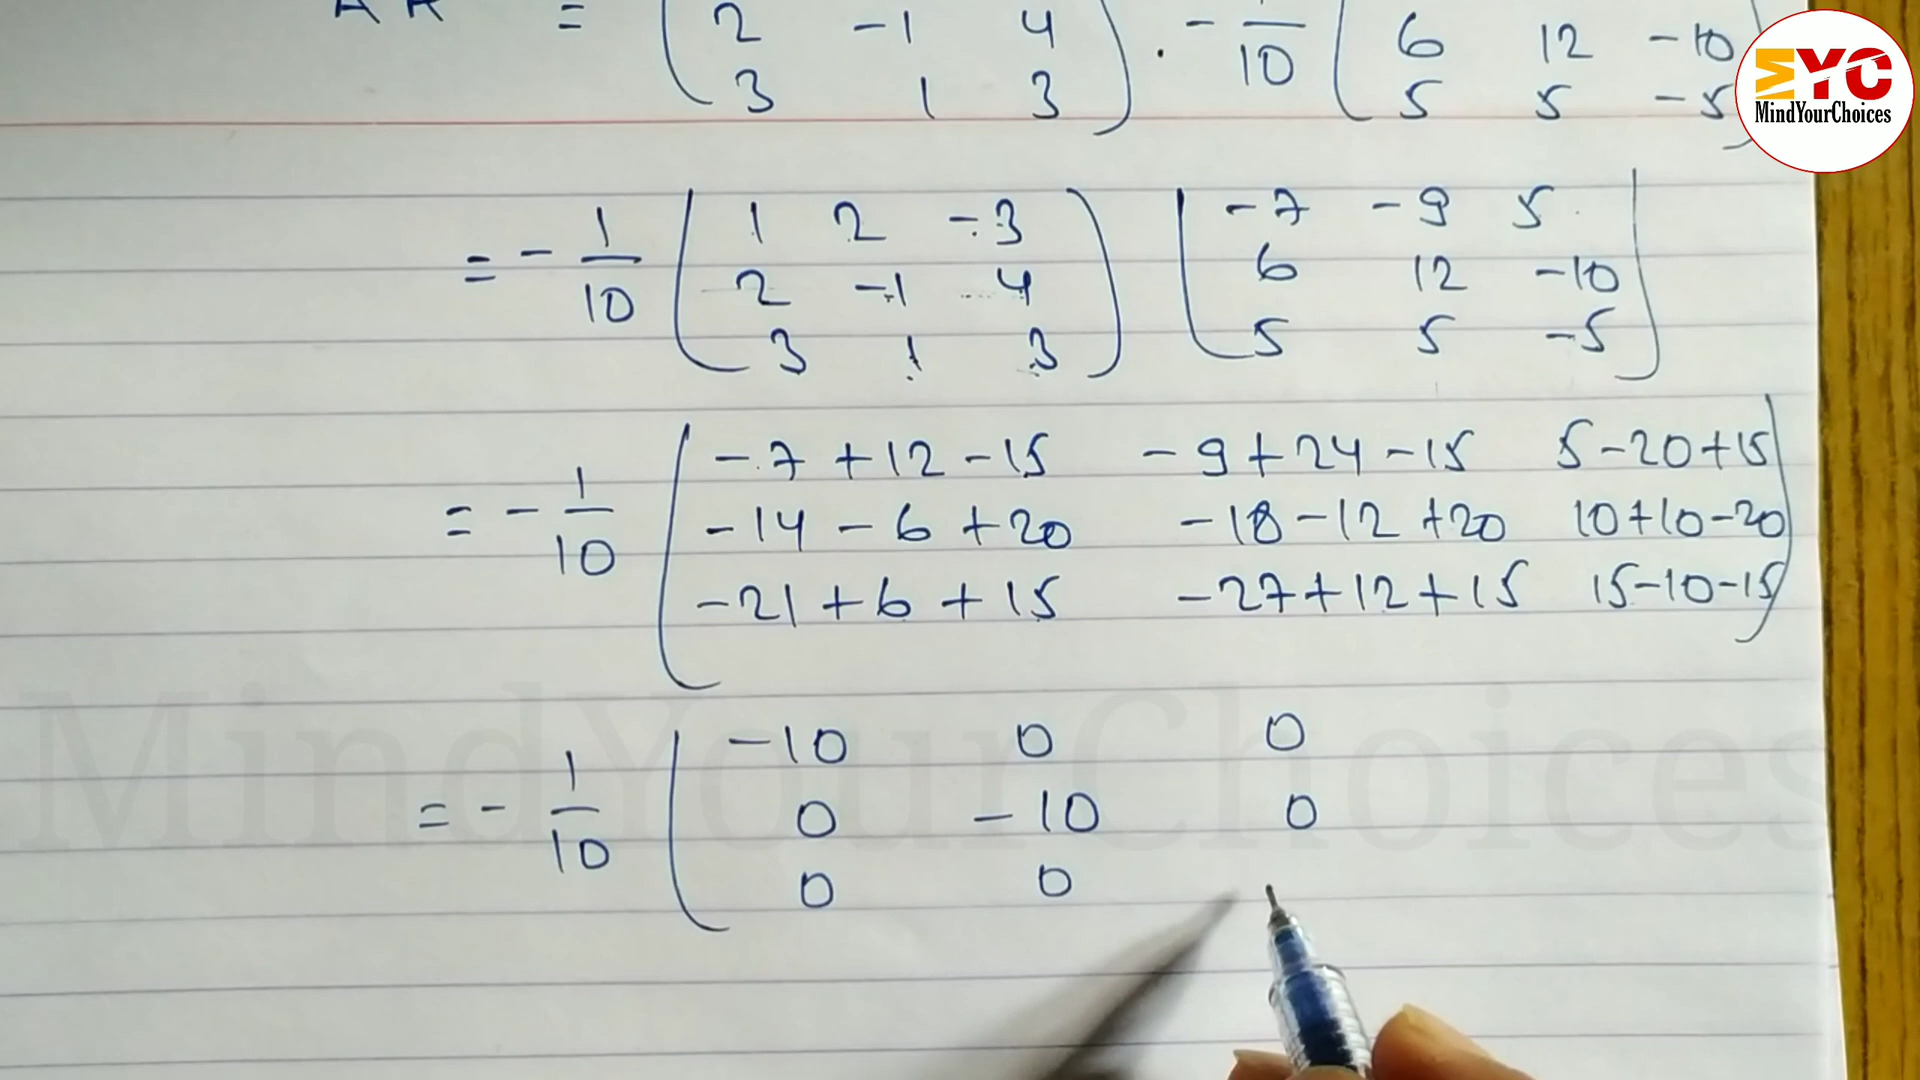 = ( 2 -1 4 ) . - 10 ( 6 12 -10
3 1 3 5 5 -5
MYC
MindYourChoices
= - 1/10 ( 1 2 -3 ) ( -7 -9 5 )
2 -1 4 6 12 -10
3 1 3 5 5 -5
= - 1/10 ( -7+12-15 -9+24-15 5-20+15 )
-14-6+20 -18-12+20 10+10-20
-21+6+15 -27+12+15 15-10-15
= - 1/10 ( -10 0 0
0 -10 0
0 0
MindYourChoices